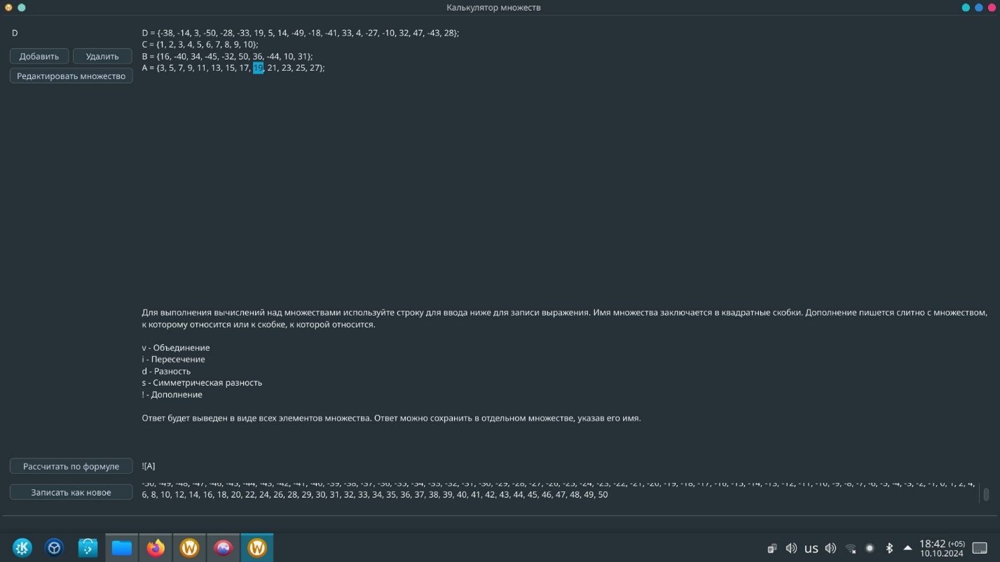 Калькулятор множеств
D
D = {-38, -14, 3, -50, -28, -33, 19, 5, 14, -49, -18, -41, 33, 4, -27, -10, 32, 47, -43, 28};
C = {1, 2, 3, 4, 5, 6, 7, 8, 9, 10};
B = {16, -40, 34, -45, -32, 50, 36, -44, 10, 31};
A = {3, 5, 7, 9, 11, 13, 15, 17, 19, 21, 23, 25, 27};
Добавить
Удалить
Редактировать множество
Для выполнения вычислений над множествами используйте строку для ввода ниже для записи выражения. Имя множества заключается в квадратные скобки. Дополнение пишется слитно с множеством,
к которому относится или к скобке, к которой относится.
v - Объединение
i - Пересечение
d - Разность
s - Симметрическая разность
! - Дополнение
Ответ будет выведен в виде всех элементов множества. Ответ можно сохранить в отдельном множестве, указав его имя.
Рассчитать по формуле
![A]
Записать как новое
-50, -49, -48, -47, -46, -45, -44, -43, -42, -41, -40, -39, -38, -37, -36, -35, -34, -33, -32, -31, -30, -29, -28, -27, -26, -25, -24, -23, -22, -21, -20, -19, -18, -17, -16, -15, -14, -13, -12, -11, -10, -9, -8, -7, -6, -5, -4, -3, -2, -1, 0, 1, 2, 4,
6, 8, 10, 12, 14, 16, 18, 20, 22, 24, 26, 28, 29, 30, 31, 32, 33, 34, 35, 36, 37, 38, 39, 40, 41, 42, 43, 44, 45, 46, 47, 48, 49, 50
us
18:42 (+05)
10.10.2024